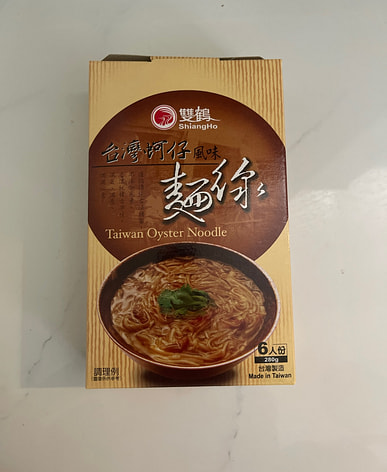 雙鶴
ShiangHo
台灣蚵仔風味
麵線
Taiwan Oyster Noodle
6人份
280g
台灣製造
Made in Taiwan
調理例